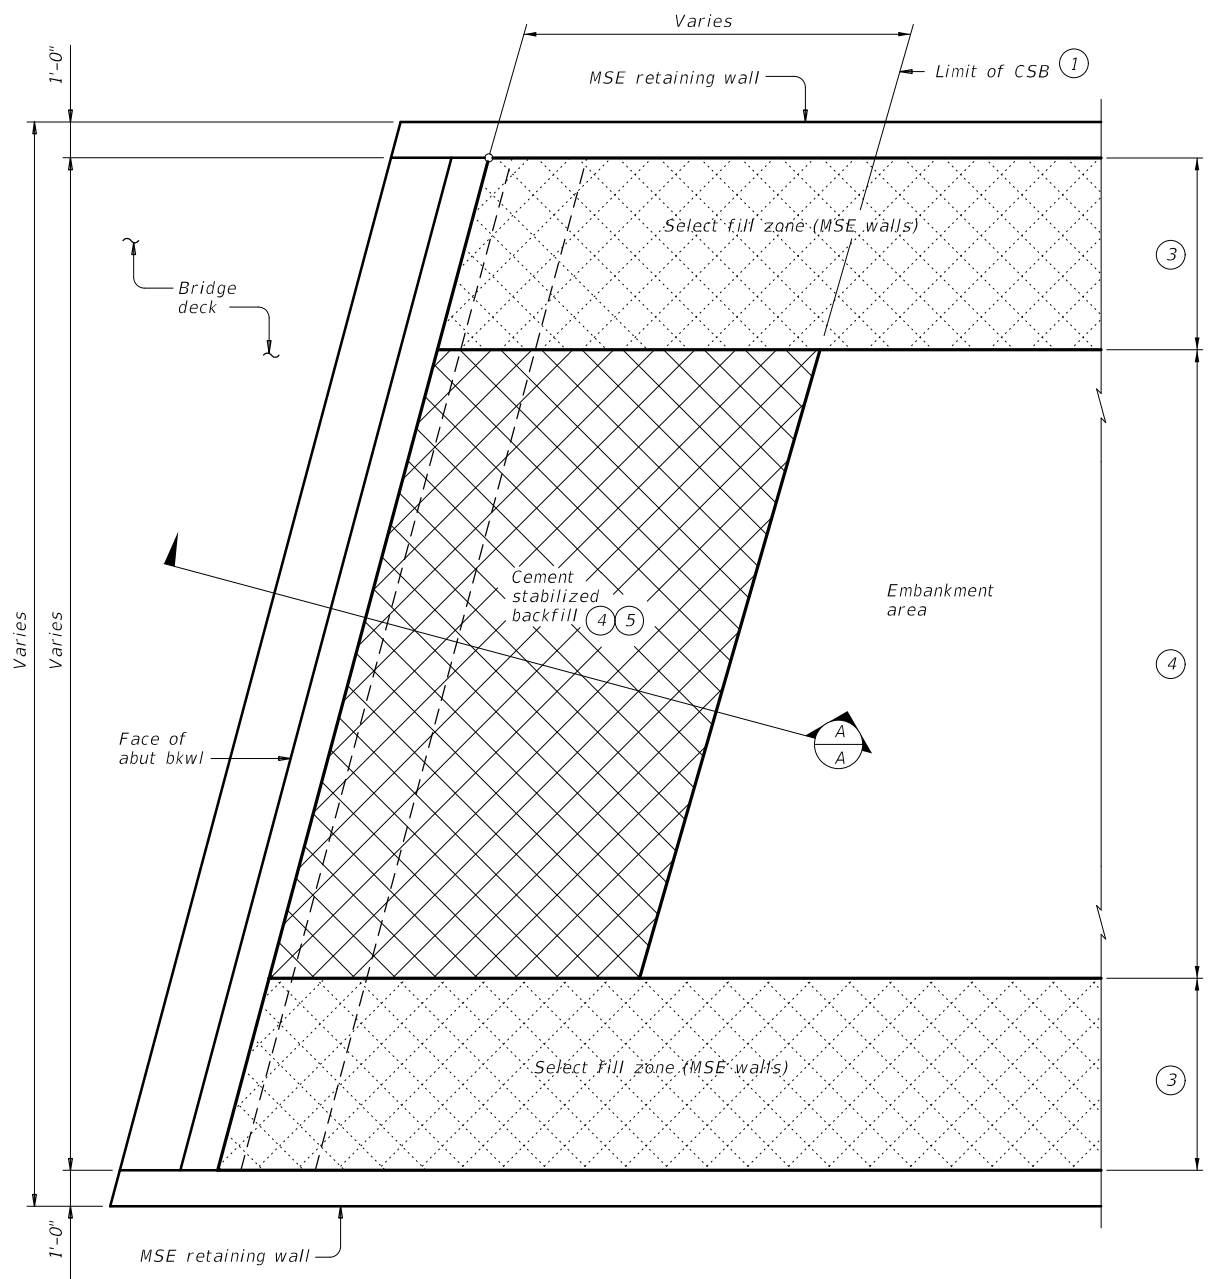 Varies
1'-0"
MSE retaining wall
Limit of CSB 1
Select fill zone (MSE walls)
3
Bridge
deck
Cement
stabilized
backfill 4 5
Embankment
area
Varies
Varies
4
Face of
abut bkwl
A
A
Select fill zone (MSE walls)
3
1'-0"
MSE retaining wall